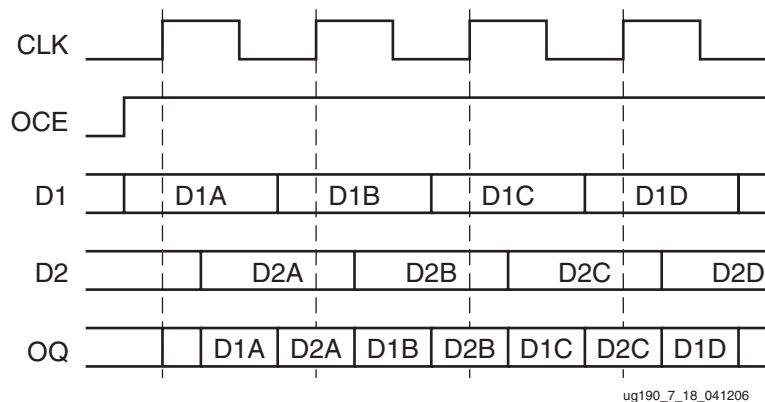 CLK
OCE
D1 D1A D1B D1C D1D
D2 D2A D2B D2C D2D
OQ D1A D2A D1B D2B D1C D2C D1D
ug190_7_18_041206